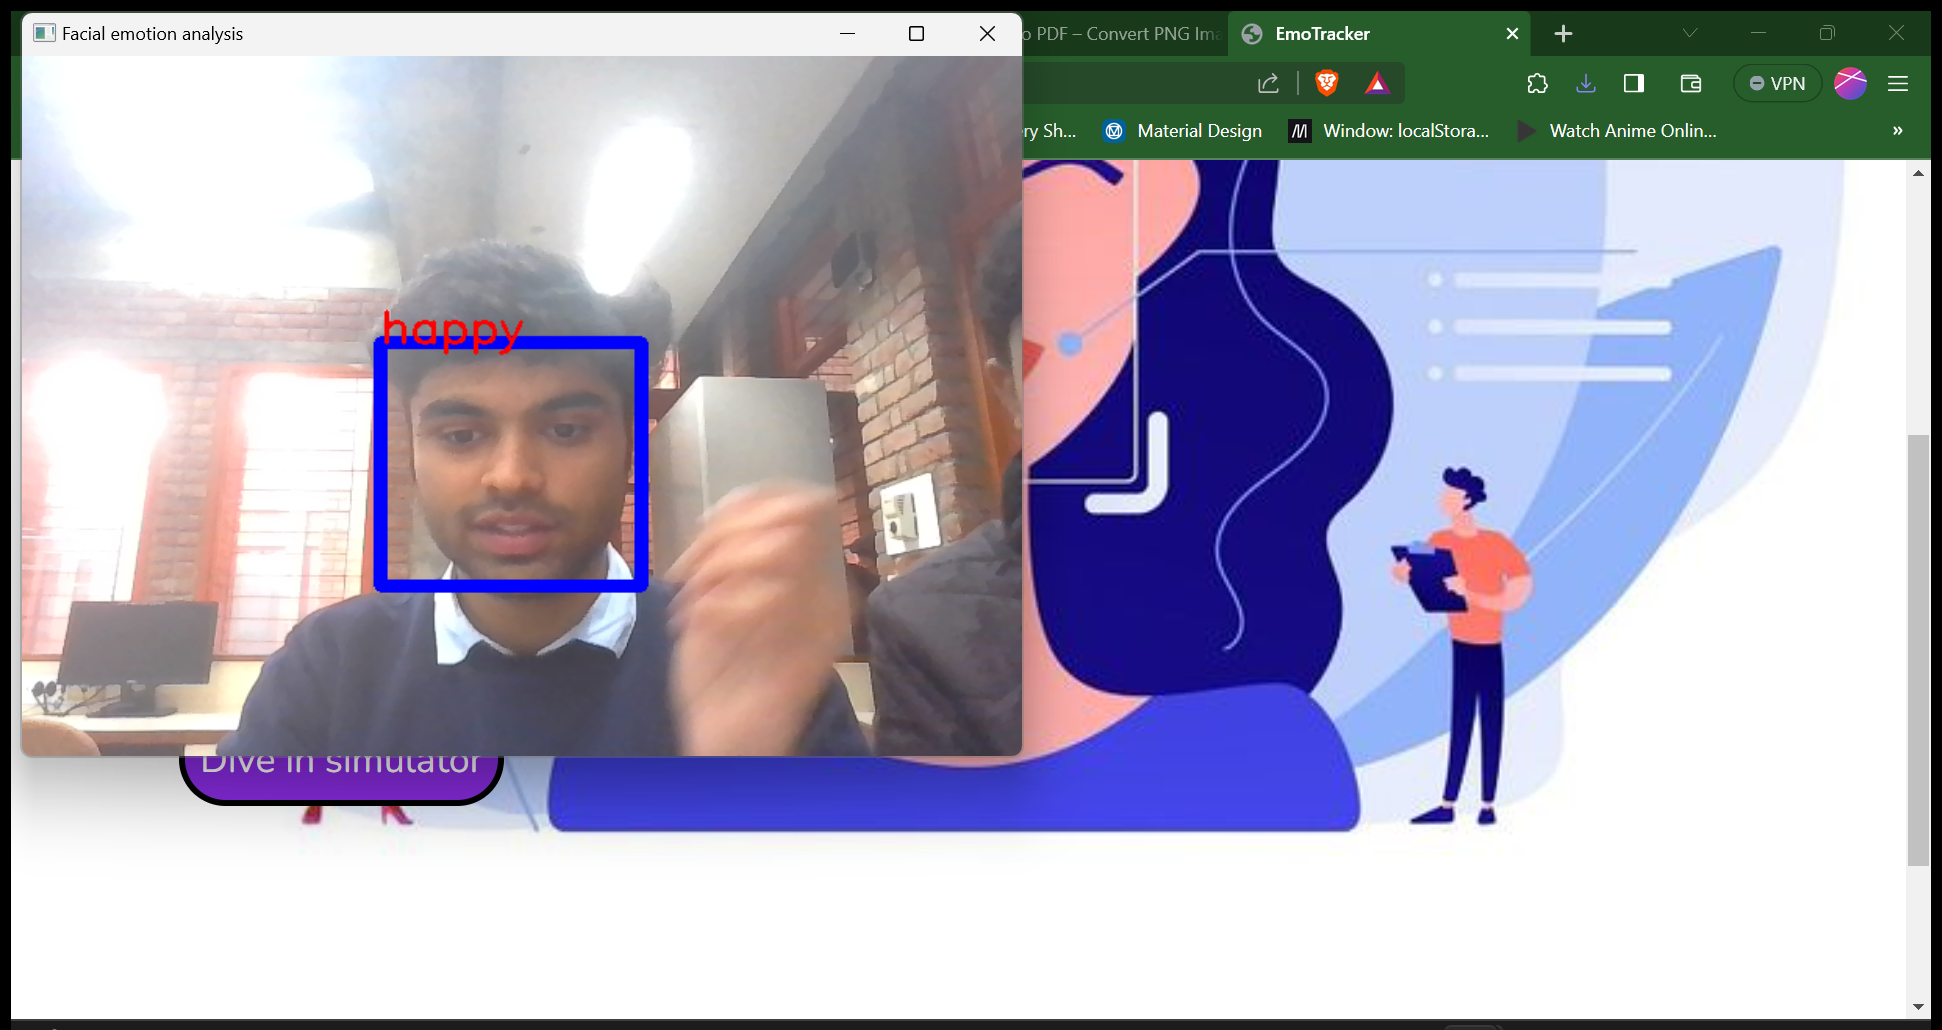 Facial emotion analysis
o PDF – Convert PNG Ima
EmoTracker
VPN
ry Sh...
Material Design
Window: localStora...
Watch Anime Onlin...
»
happy
Dive in simulator